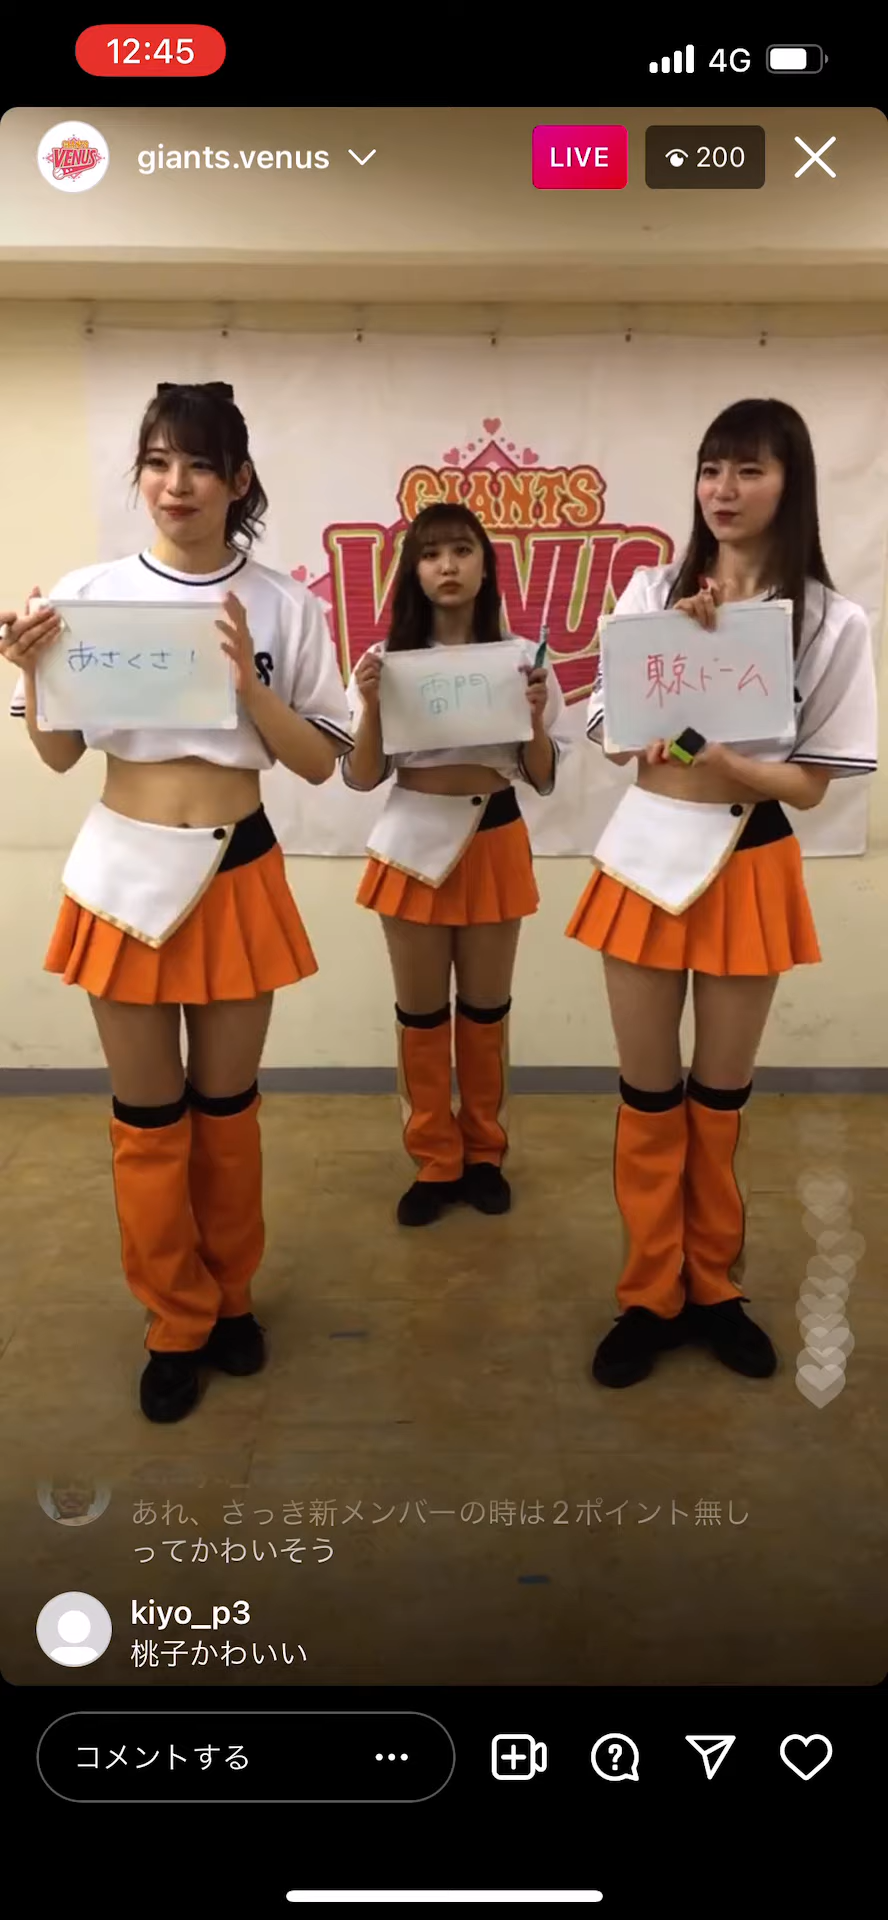 12:45
4G
giants.venus
LIVE
200
GIANTS
VENUS
あさくさ!
雷門
東京ドーム
あれ、さっき新メンバーの時は2ポイント無し
ってかわいそう
kiyo_p3
桃子かわいい
コメントする